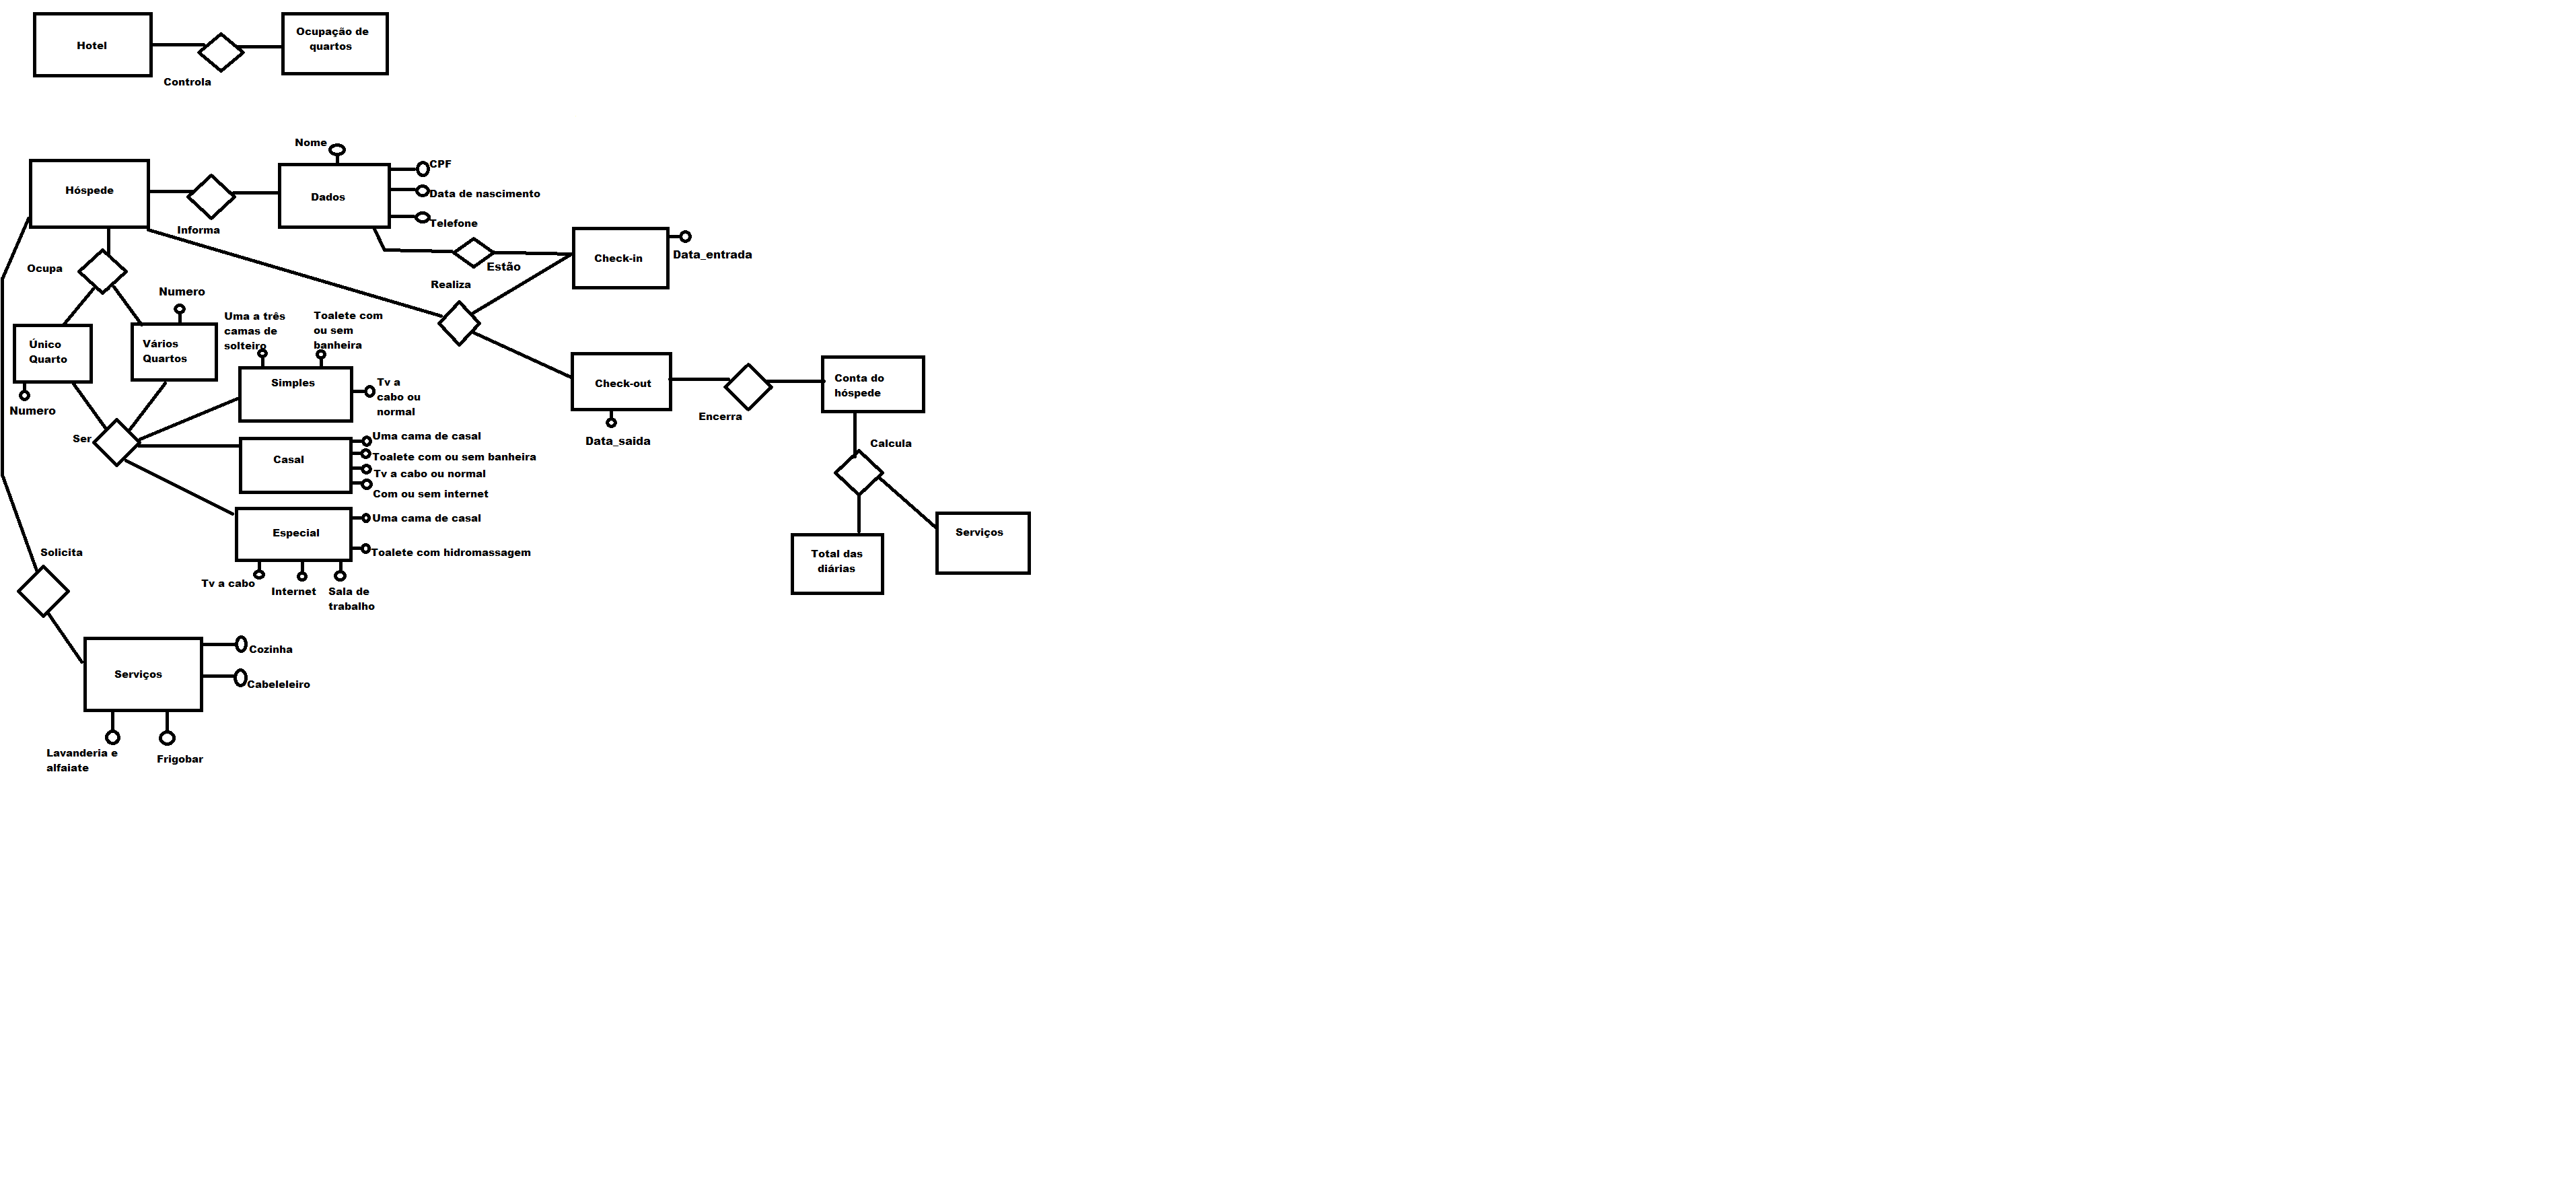 Hotel
Ocupação de
quartos
Controla
Nome
CPF
Hóspede
Dados
Data de nascimento
Telefone
Informa
Check-in
Data_entrada
Estão
Ocupa
Realiza
Numero
Uma a três
camas de
solteiro
Toalete com
ou sem
banheira
Único
Quarto
Vários
Quartos
Simples
Tv a
cabo ou
normal
Check-out
Conta do
hóspede
Numero
Encerra
Data_saida
Ser
Casal
Uma cama de casal
Toalete com ou sem banheira
Tv a cabo ou normal
Com ou sem internet
Calcula
Especial
Uma cama de casal
Toalete com hidromassagem
Tv a cabo
Internet
Sala de
trabalho
Serviços
Total das
diárias
Solicita
Serviços
Cozinha
Cabeleleiro
Lavanderia e
alfaiate
Frigobar